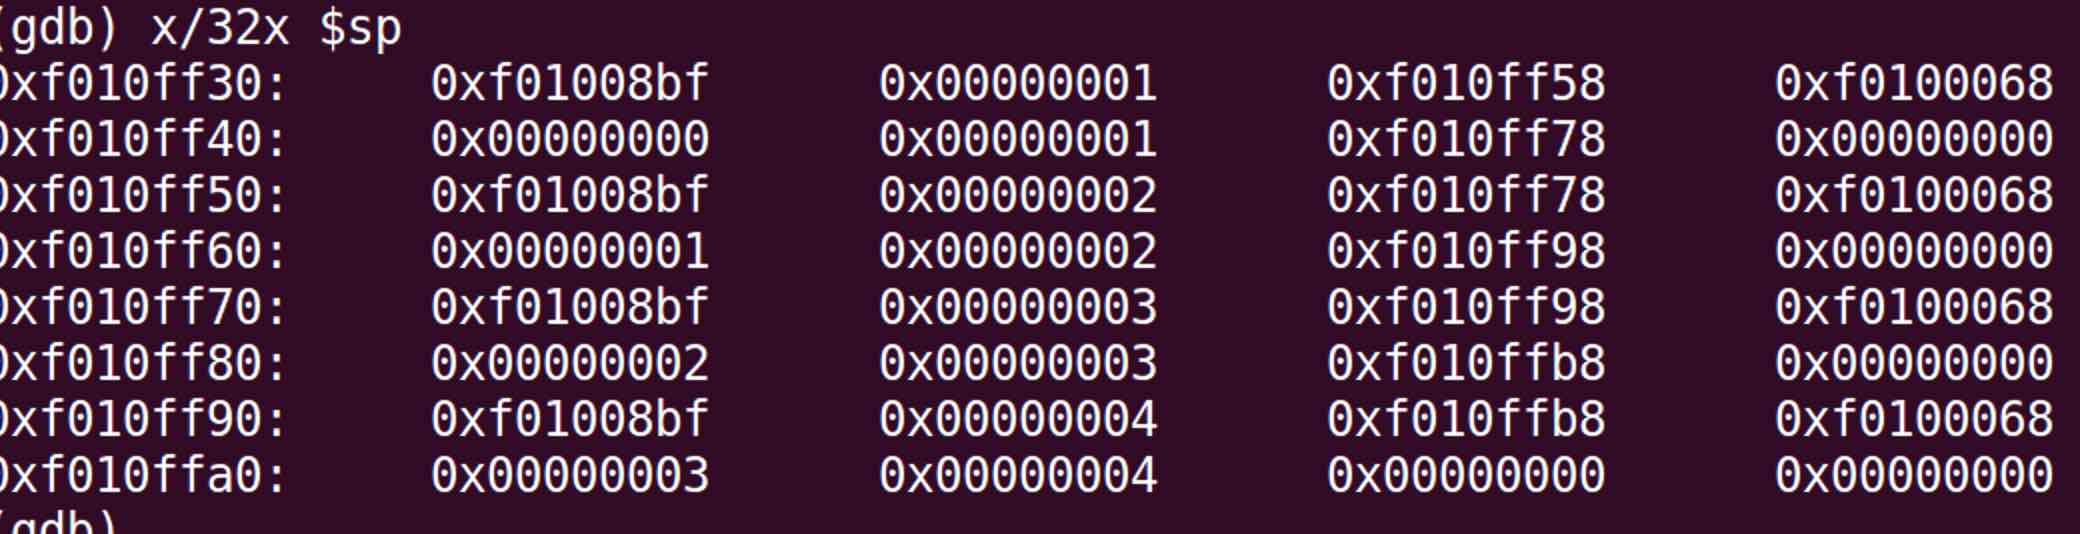 (gdb) x/32x $sp
0xf010ff30: 0xf01008bf 0x00000001 0xf010ff58 0xf0100068
0xf010ff40: 0x00000000 0x00000001 0xf010ff78 0x00000000
0xf010ff50: 0xf01008bf 0x00000002 0xf010ff78 0xf0100068
0xf010ff60: 0x00000001 0x00000002 0xf010ff98 0x00000000
0xf010ff70: 0xf01008bf 0x00000003 0xf010ff98 0xf0100068
0xf010ff80: 0x00000002 0x00000003 0xf010ffb8 0x00000000
0xf010ff90: 0xf01008bf 0x00000004 0xf010ffb8 0xf0100068
0xf010ffa0: 0x00000003 0x00000004 0x00000000 0x00000000
(gdb)